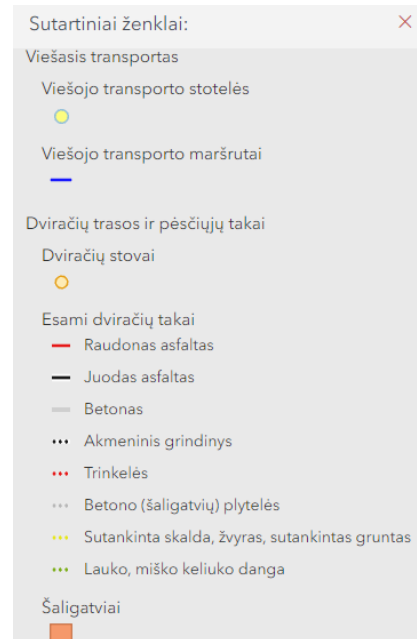 Sutartiniai ženklai:
Viešasis transportas
Viešojo transporto stotelės
Viešojo transporto maršrutai
Dviračių trasos ir pėsčiųjų takai
Dviračių stovai
Esami dviračių takai
Raudonas asfaltas
Juodas asfaltas
Betonas
Akmeninis grindinys
Trinkelės
Betono (šaligatvių) plytelės
Sutankinta skalda, žvyras, sutankintas gruntas
Lauko, miško keliuko danga
Šaligatviai